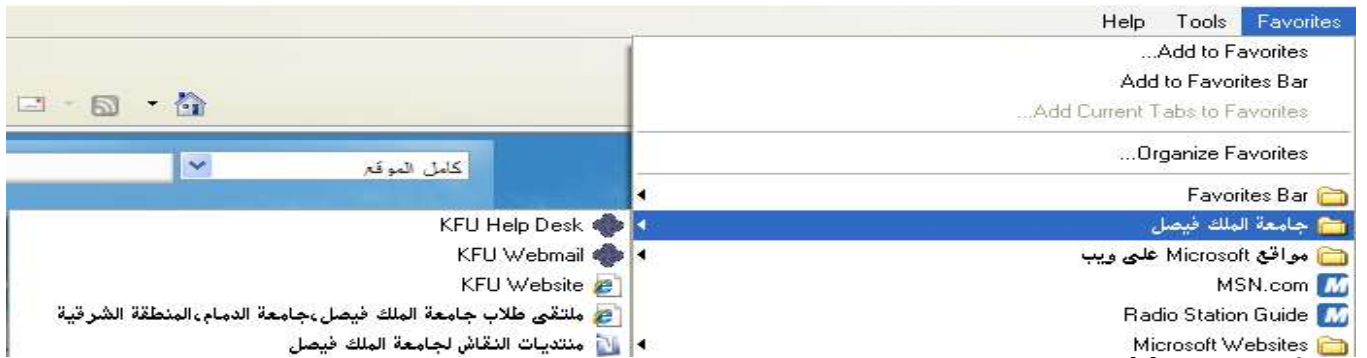 Help Tools Favorites
...Add to Favorites
Add to Favorites Bar
...Add Current Tabs to Favorites
...Organize Favorites
Favorites Bar
جامعة الملك فيصل
مواقع Microsoft على ويب
MSN.com
Radio Station Guide
Microsoft Websites
كامل الموقع
KFU Help Desk
KFU Webmail
KFU Website
ملتقى طلاب جامعة الملك فيصل،جامعة الدمام،المنطقة الشرقية
منتديات النقاش لجامعة الملك فيصل